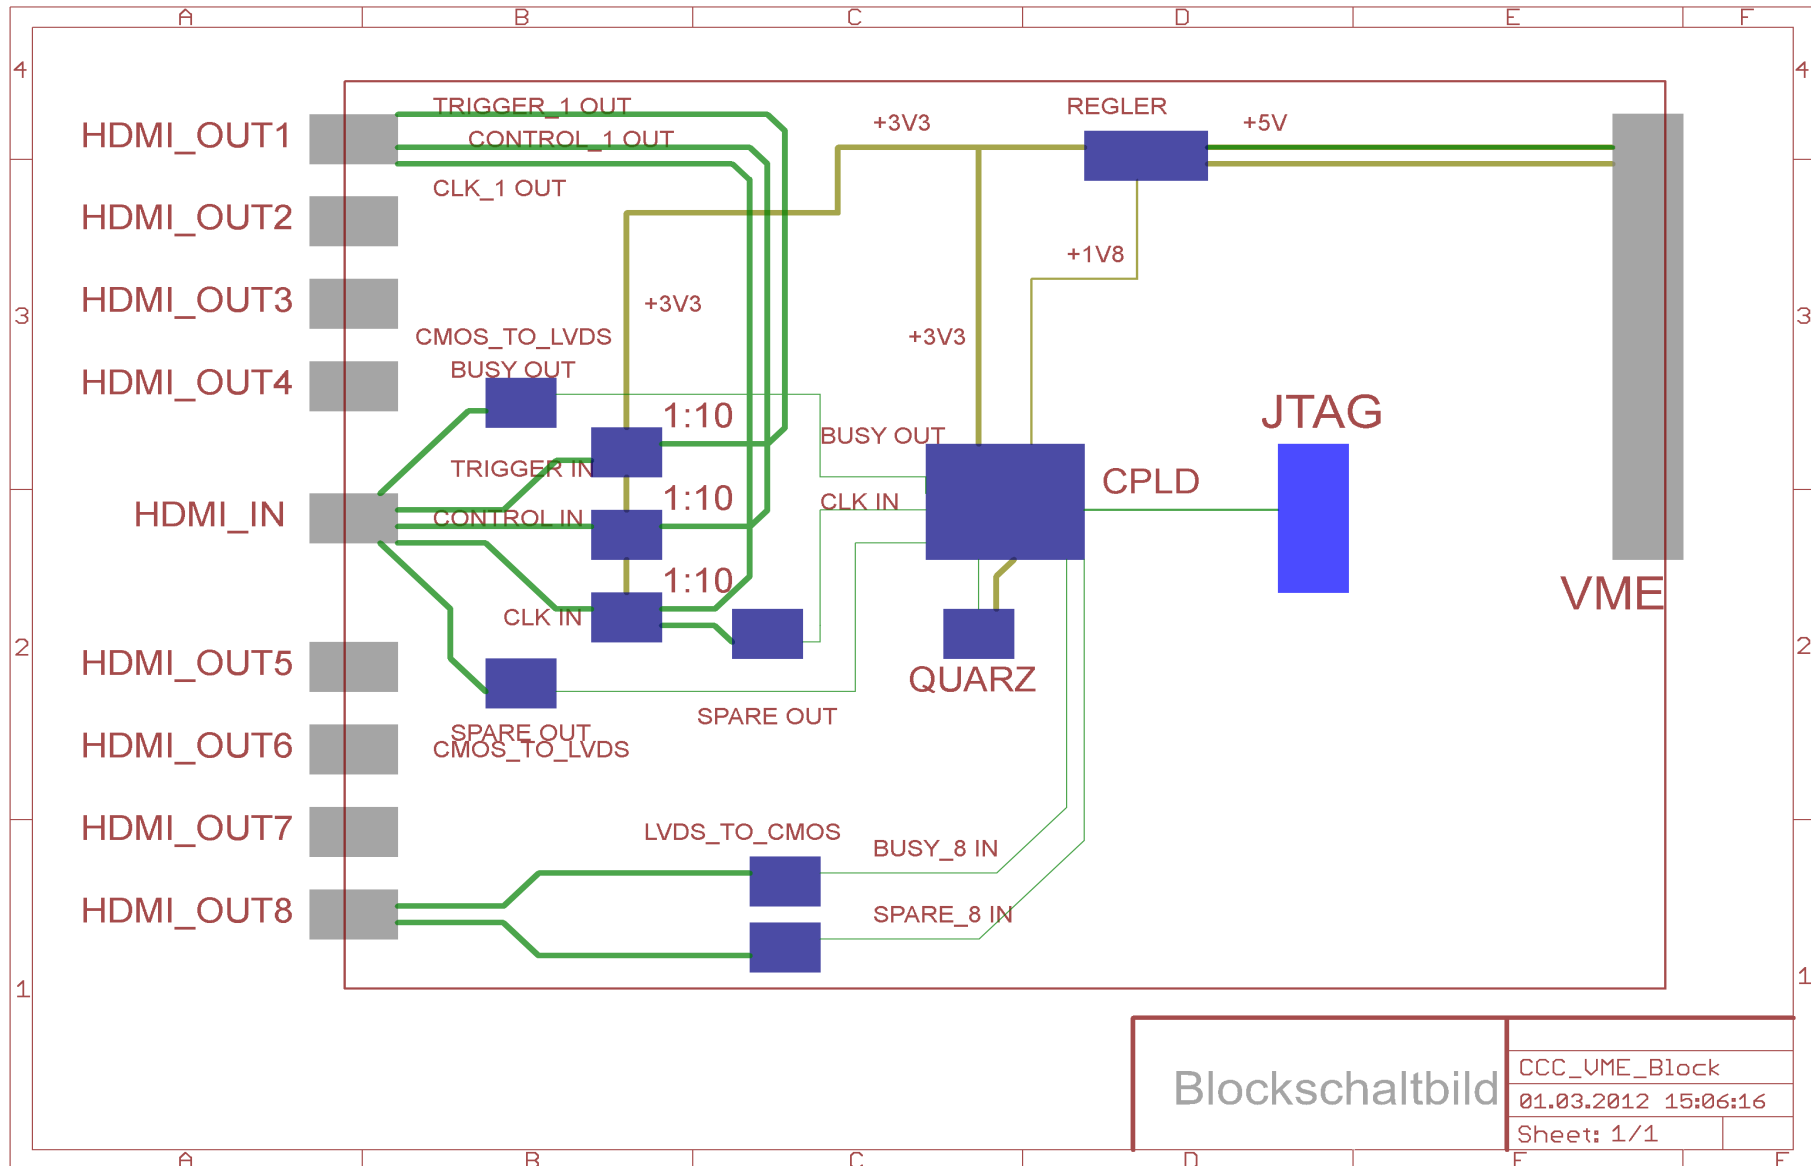 A B C D E F
4 4
TRIGGER_1 OUT
REGLER
+3V3
+5V
HDMI_OUT1
CONTROL_1 OUT
CLK_1 OUT
HDMI_OUT2
+1V8
HDMI_OUT3
+3V3
3 3
CMOS_TO_LVDS
+3V3
BUSY OUT
HDMI_OUT4
1:10
JTAG
BUSY OUT
TRIGGER IN
CPLD
1:10
CLK IN
HDMI_IN
CONTROL IN
1:10
VME
CLK IN
2 2
HDMI_OUT5
QUARZ
SPARE OUT
SPARE OUT
HDMI_OUT6
CMOS_TO_LVDS
HDMI_OUT7
LVDS_TO_CMOS
BUSY_8 IN
HDMI_OUT8
SPARE_8 IN
1 1
Blockschaltbild
CCC_VME_Block
01.03.2012 15:06:16
Sheet: 1/1
A B C D E F